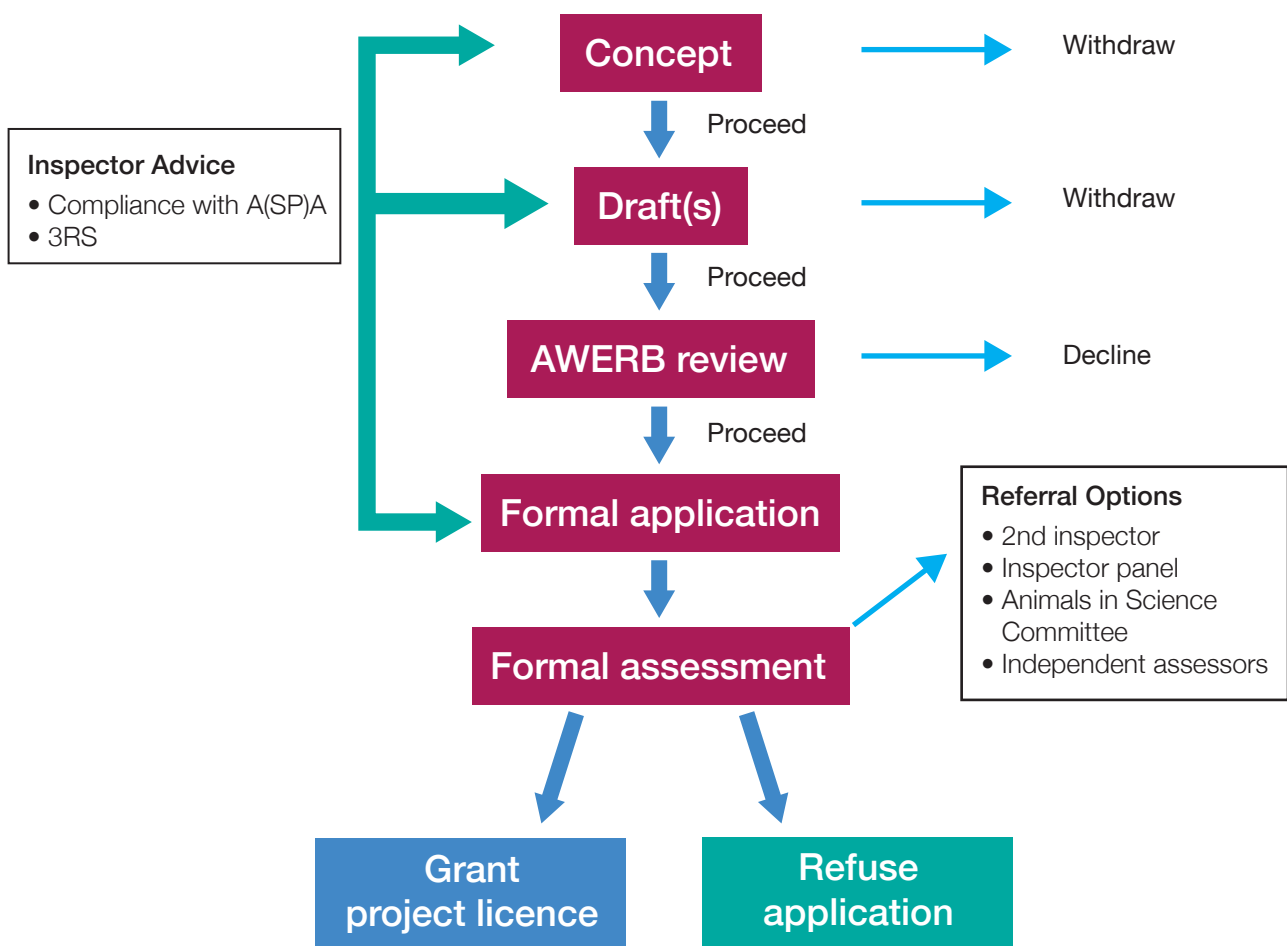 Concept
Withdraw
Proceed
Inspector Advice
• Compliance with A(SP)A
• 3RS
Draft(s)
Withdraw
Proceed
AWERB review
Decline
Proceed
Formal application
Referral Options
• 2nd inspector
• Inspector panel
• Animals in Science
Committee
• Independent assessors
Formal assessment
Grant
project licence
Refuse
application